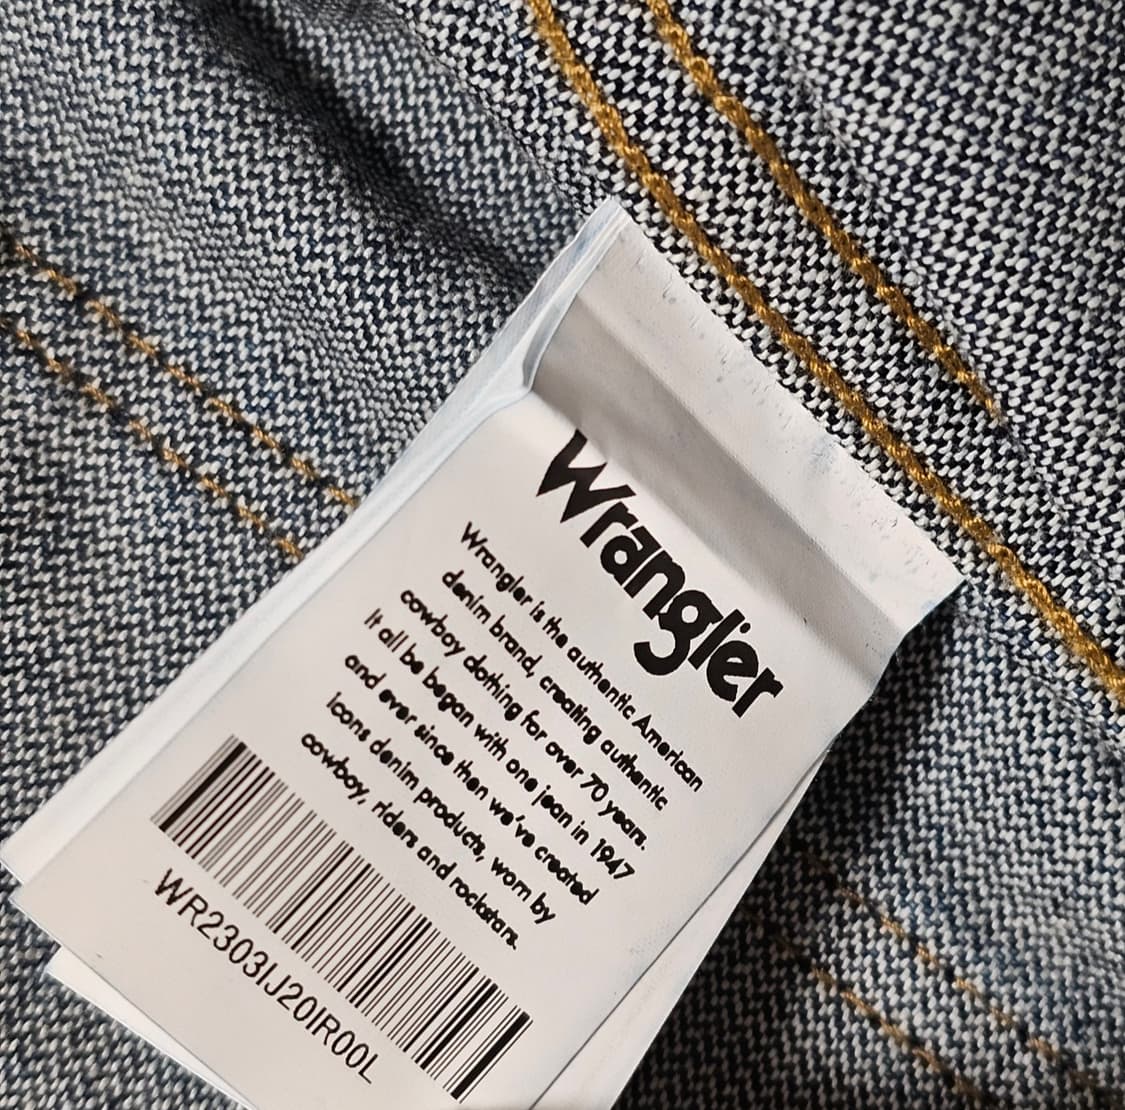 Wrangler
Wrangler is the authentic American
denim brand, creating authentic
cowboy clothing for over 70 years.
It all be began with one jean in 1947
and ever since then we've created
icons denim products, worn by
cowboy, riders and rockstars.
WR2303IJ20IR00L